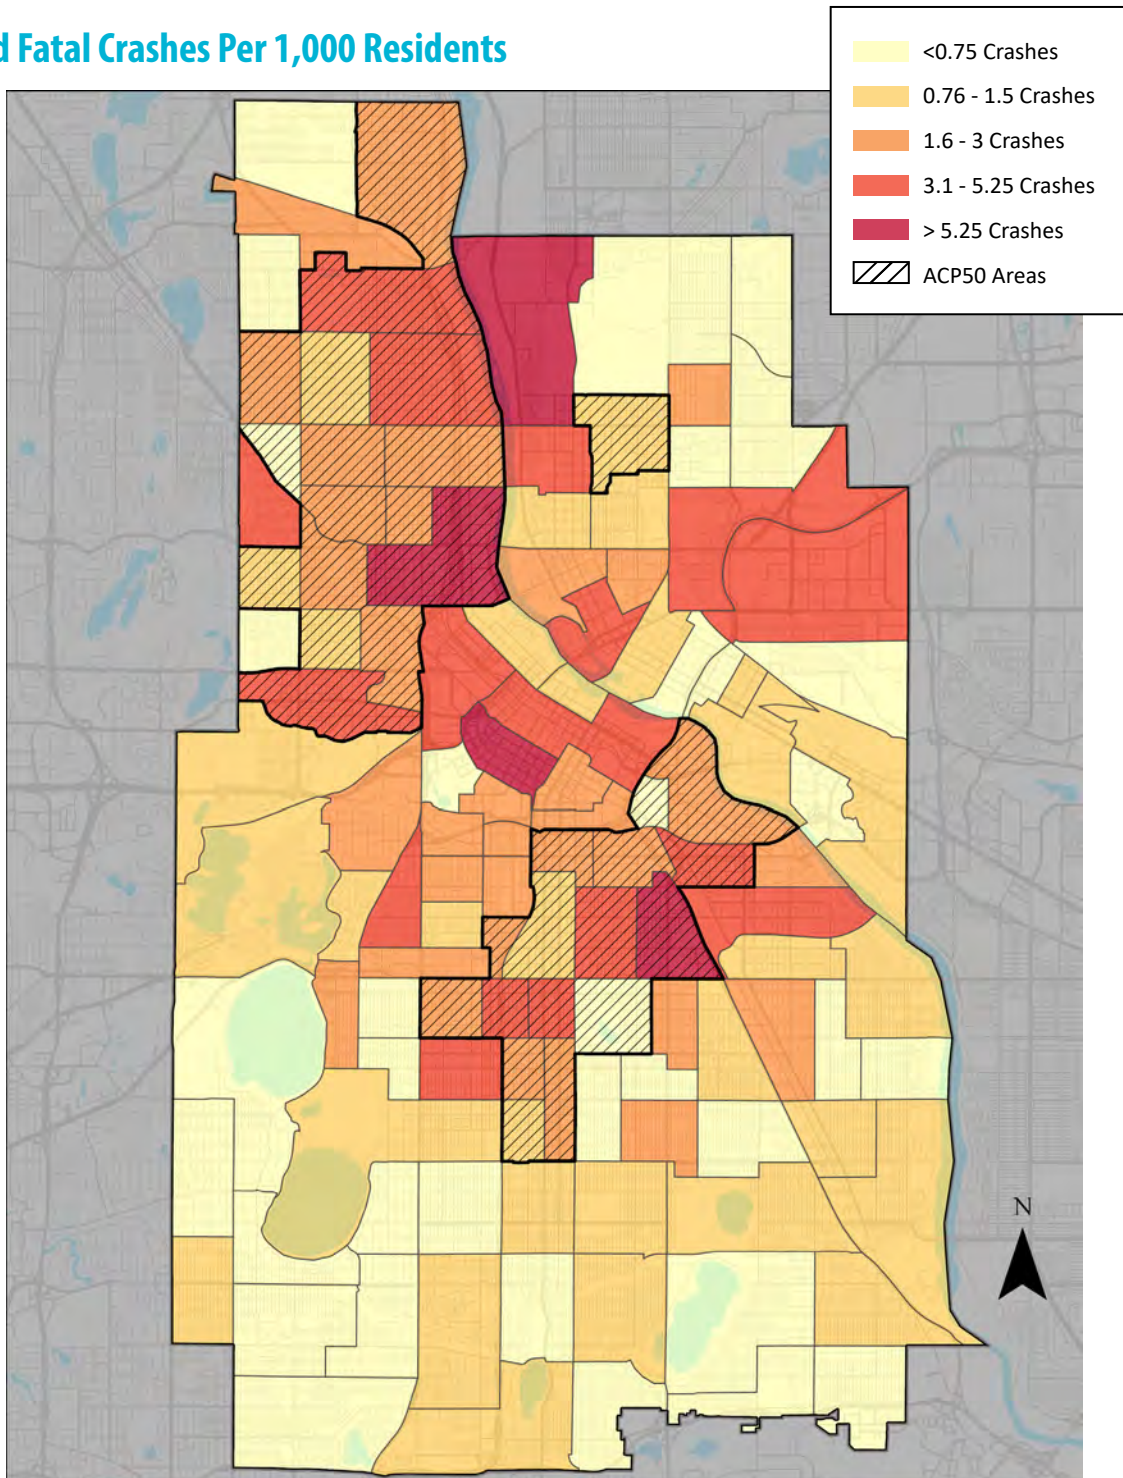 d Fatal Crashes Per 1,000 Residents
<0.75 Crashes
0.76 - 1.5 Crashes
1.6 - 3 Crashes
3.1 - 5.25 Crashes
> 5.25 Crashes
ACP50 Areas
N